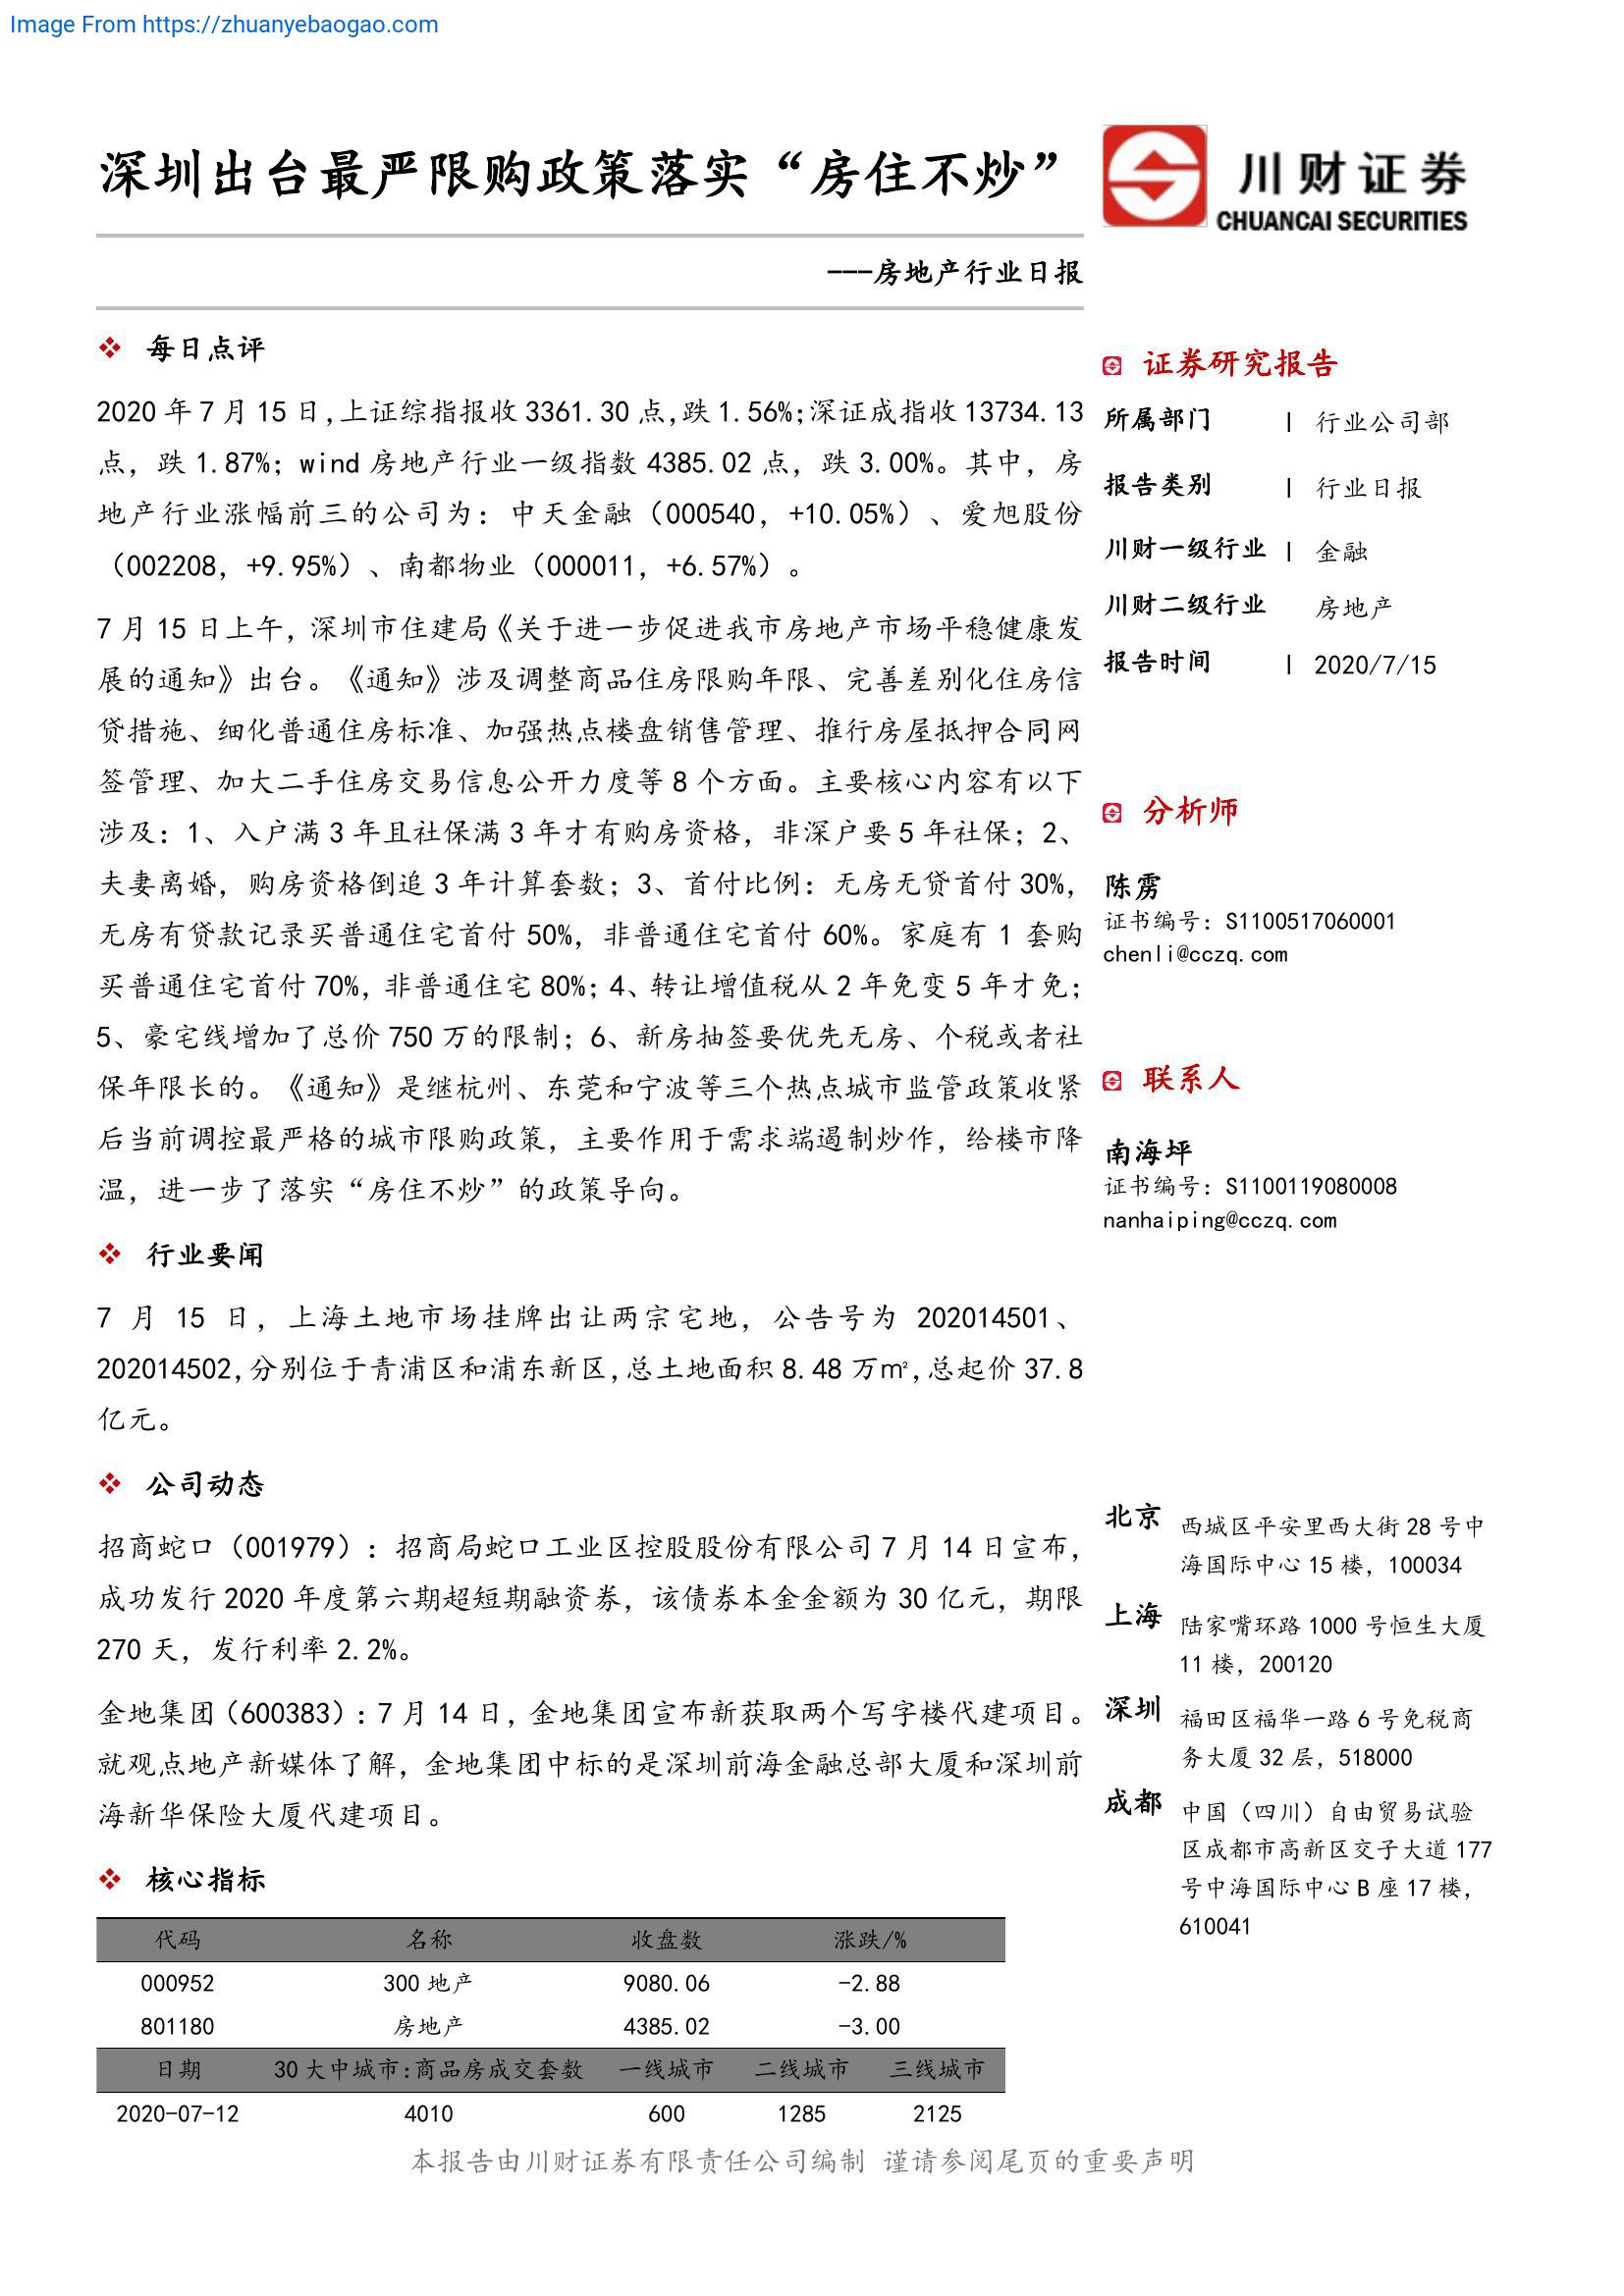 Image From https://zhuanyebaogao.com
深圳出台最严限购政策落实“房住不炒”
川财证券
CHUANCAI SECURITIES
---房地产行业日报
每日点评
2020 年 7 月 15 日,上证综指报收 3361.30 点,跌 1.56%;深证成指收 13734.13
点，跌 1.87%；wind 房地产行业一级指数 4385.02 点，跌 3.00%。其中，房
地产行业涨幅前三的公司为：中天金融（000540，+10.05%）、爱旭股份
（002208，+9.95%）、南都物业（000011，+6.57%）。
7 月 15 日上午，深圳市住建局《关于进一步促进我市房地产市场平稳健康发
展的通知》出台。《通知》涉及调整商品住房限购年限、完善差别化住房信
贷措施、细化普通住房标准、加强热点楼盘销售管理、推行房屋抵押合同网
签管理、加大二手住房交易信息公开力度等 8 个方面。主要核心内容有以下
涉及：1、入户满 3 年且社保满 3 年才有购房资格，非深户要 5 年社保；2、
夫妻离婚，购房资格倒追 3 年计算套数；3、首付比例：无房无贷首付 30%，
无房有贷款记录买普通住宅首付 50%，非普通住宅首付 60%。家庭有 1 套购
买普通住宅首付 70%，非普通住宅 80%；4、转让增值税从 2 年免变 5 年才免；
5、豪宅线增加了总价 750 万的限制；6、新房抽签要优先无房、个税或者社
保年限长的。《通知》是继杭州、东莞和宁波等三个热点城市监管政策收紧
后当前调控最严格的城市限购政策，主要作用于需求端遏制炒作，给楼市降
温，进一步了落实“房住不炒”的政策导向。
行业要闻
7 月 15 日，上海土地市场挂牌出让两宗宅地，公告号为 202014501、
202014502,分别位于青浦区和浦东新区,总土地面积 8.48 万㎡,总起价 37.8
亿元。
公司动态
招商蛇口（001979）：招商局蛇口工业区控股股份有限公司 7 月 14 日宣布，
成功发行 2020 年度第六期超短期融资券，该债券本金金额为 30 亿元，期限
270 天，发行利率 2.2%。
金地集团（600383）：7 月 14 日，金地集团宣布新获取两个写字楼代建项目。
就观点地产新媒体了解，金地集团中标的是深圳前海金融总部大厦和深圳前
海新华保险大厦代建项目。
核心指标
代码 名称 收盘数 涨跌/%
000952 300 地产 9080.06 -2.88
801180 房地产 4385.02 -3.00
日期 30 大中城市:商品房成交套数 一线城市 二线城市 三线城市
2020-07-12 4010 600 1285 2125
证券研究报告
所属部门 | 行业公司部
报告类别 | 行业日报
川财一级行业 | 金融
川财二级行业 房地产
报告时间 | 2020/7/15
分析师
陈雳
证书编号：S1100517060001
chenli@cczq.com
联系人
南海坪
证书编号：S1100119080008
nanhaiping@cczq.com
北京 西城区平安里西大街 28 号中
海国际中心 15 楼，100034
上海 陆家嘴环路 1000 号恒生大厦
11 楼，200120
深圳 福田区福华一路 6 号免税商
务大厦 32 层，518000
成都 中国（四川）自由贸易试验
区成都市高新区交子大道 177
号中海国际中心 B 座 17 楼，
610041
本报告由川财证券有限责任公司编制 谨请参阅尾页的重要声明